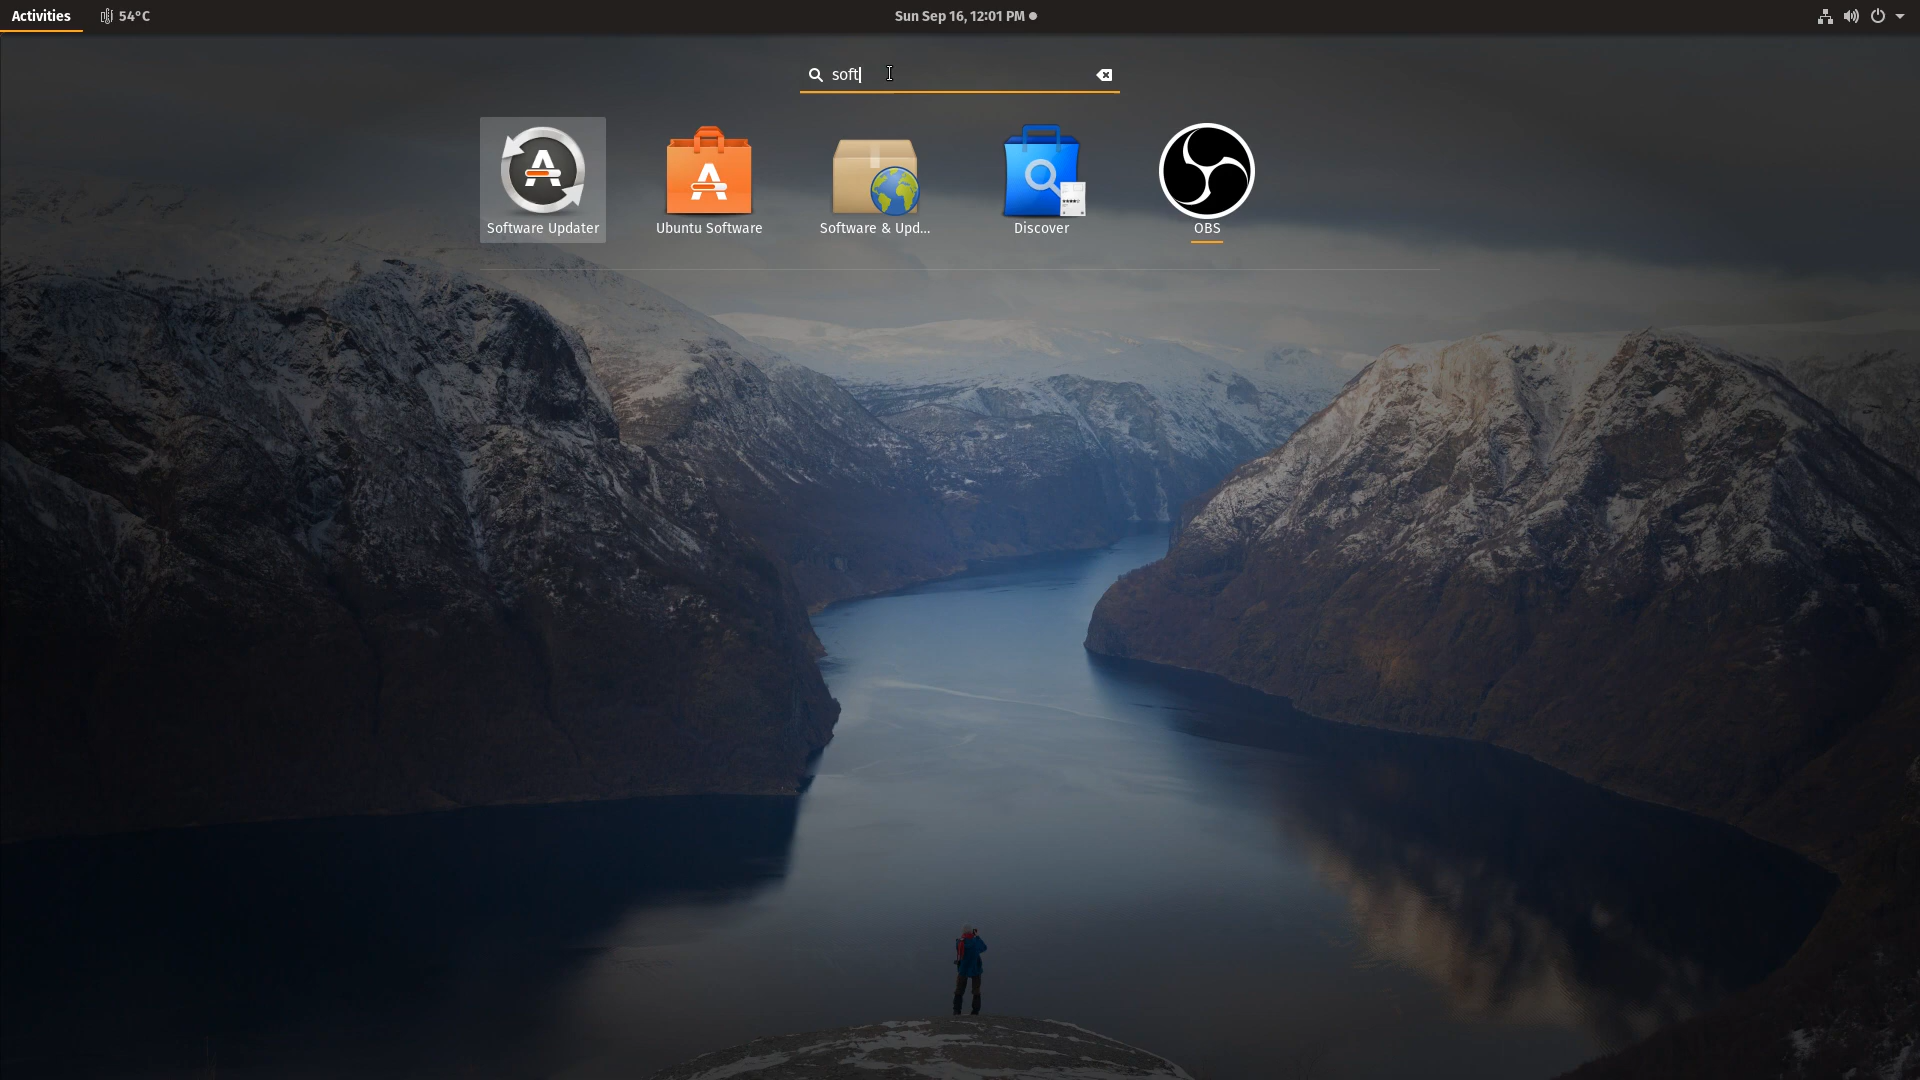 Activities 54°C Sun Sep 16, 12:01 PM
soft
Software Updater Ubuntu Software Software & Upd... Discover OBS